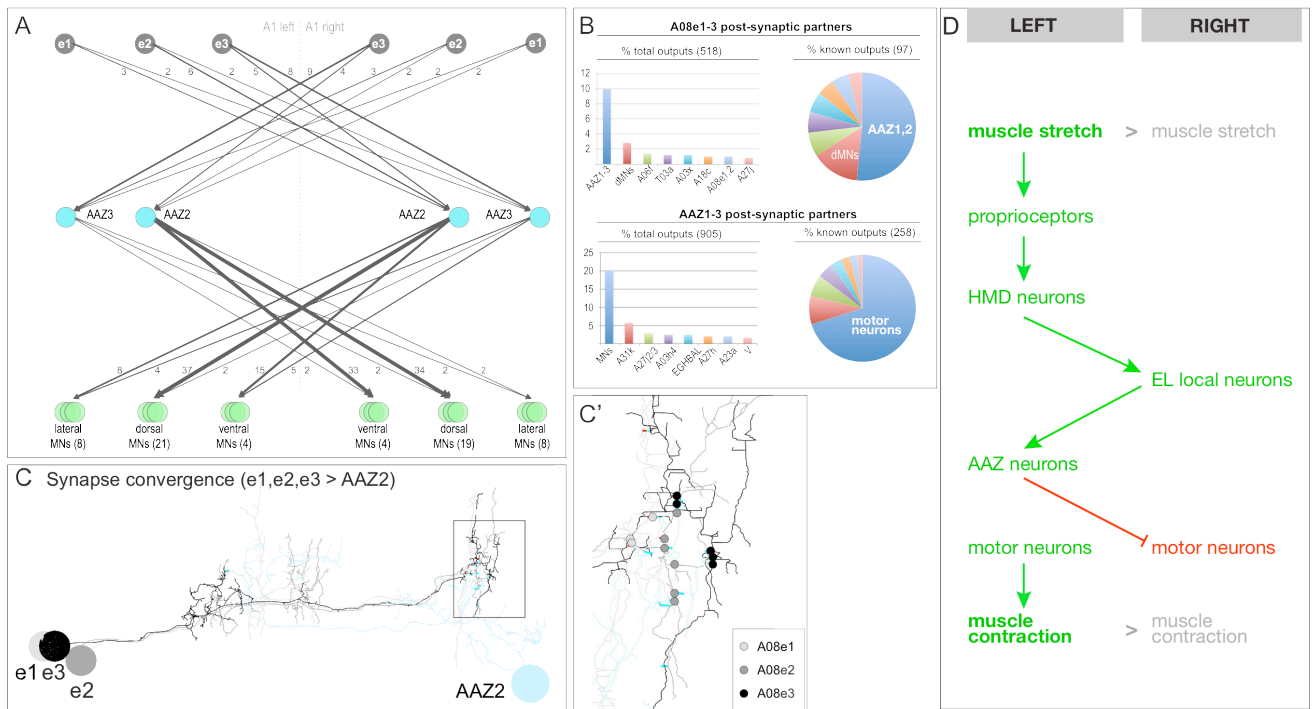 A
A1 left A1 right
e1 e2 e3 e3 e2 e1
3 2 6 2 5 8 9 4 3 2 2 2
AAZ3 AAZ2 AAZ2 AAZ3
8 4 37 2 15 5 2 33 2 34 2 2
lateral dorsal ventral ventral dorsal lateral
MNs (8) MNs (21) MNs (4) MNs (4) MNs (19) MNs (8)
B
A08e1-3 post-synaptic partners
% total outputs (518) % known outputs (97)
12
10
8
6
4
2
AAZ1-3 dMNs A06f T03a A03x A18c A08e1,2 A27j
AAZ1,2
dMNs
AAZ1-3 post-synaptic partners
% total outputs (905) % known outputs (258)
25
20
15
10
5
MNs A31k A27j2/3 A03h4 EGHBAL A27h A23a V
motor
neurons
C Synapse convergence (e1,e2,e3 > AAZ2)
e1 e3
e2
AAZ2
C'
A08e1
A08e2
A08e3
D
LEFT RIGHT
muscle stretch > muscle stretch
proprioceptors
HMD neurons
EL local neurons
AAZ neurons
motor neurons motor neurons
muscle > muscle
contraction contraction